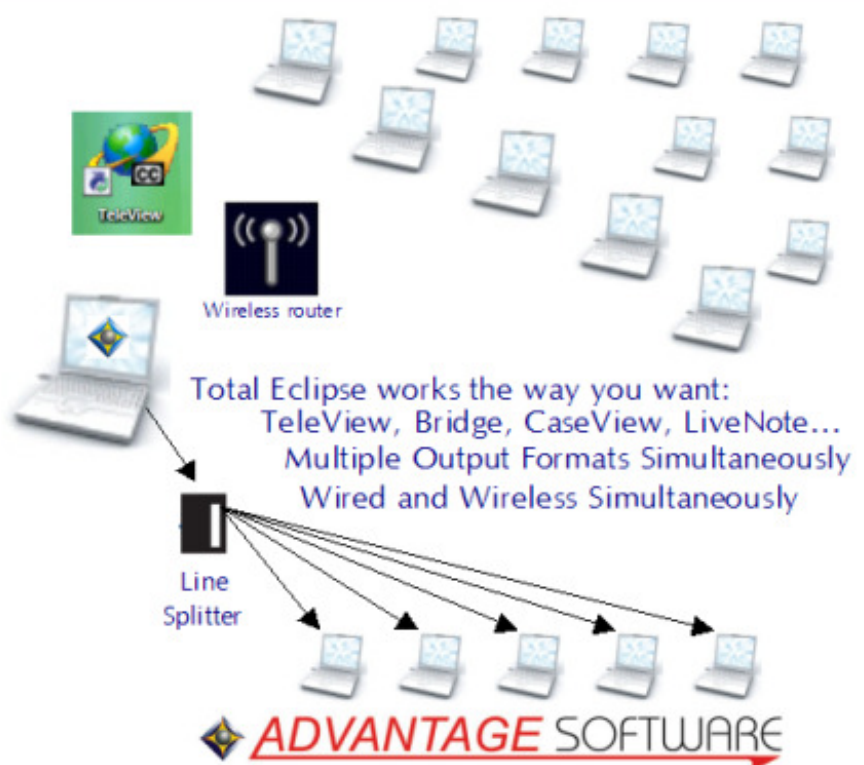 CC
TeleView
Wireless router
Total Eclipse works the way you want:
TeleView, Bridge, CaseView, LiveNote...
Multiple Output Formats Simultaneously
Wired and Wireless Simultaneously
Line
Splitter
ADVANTAGE SOFTWARE